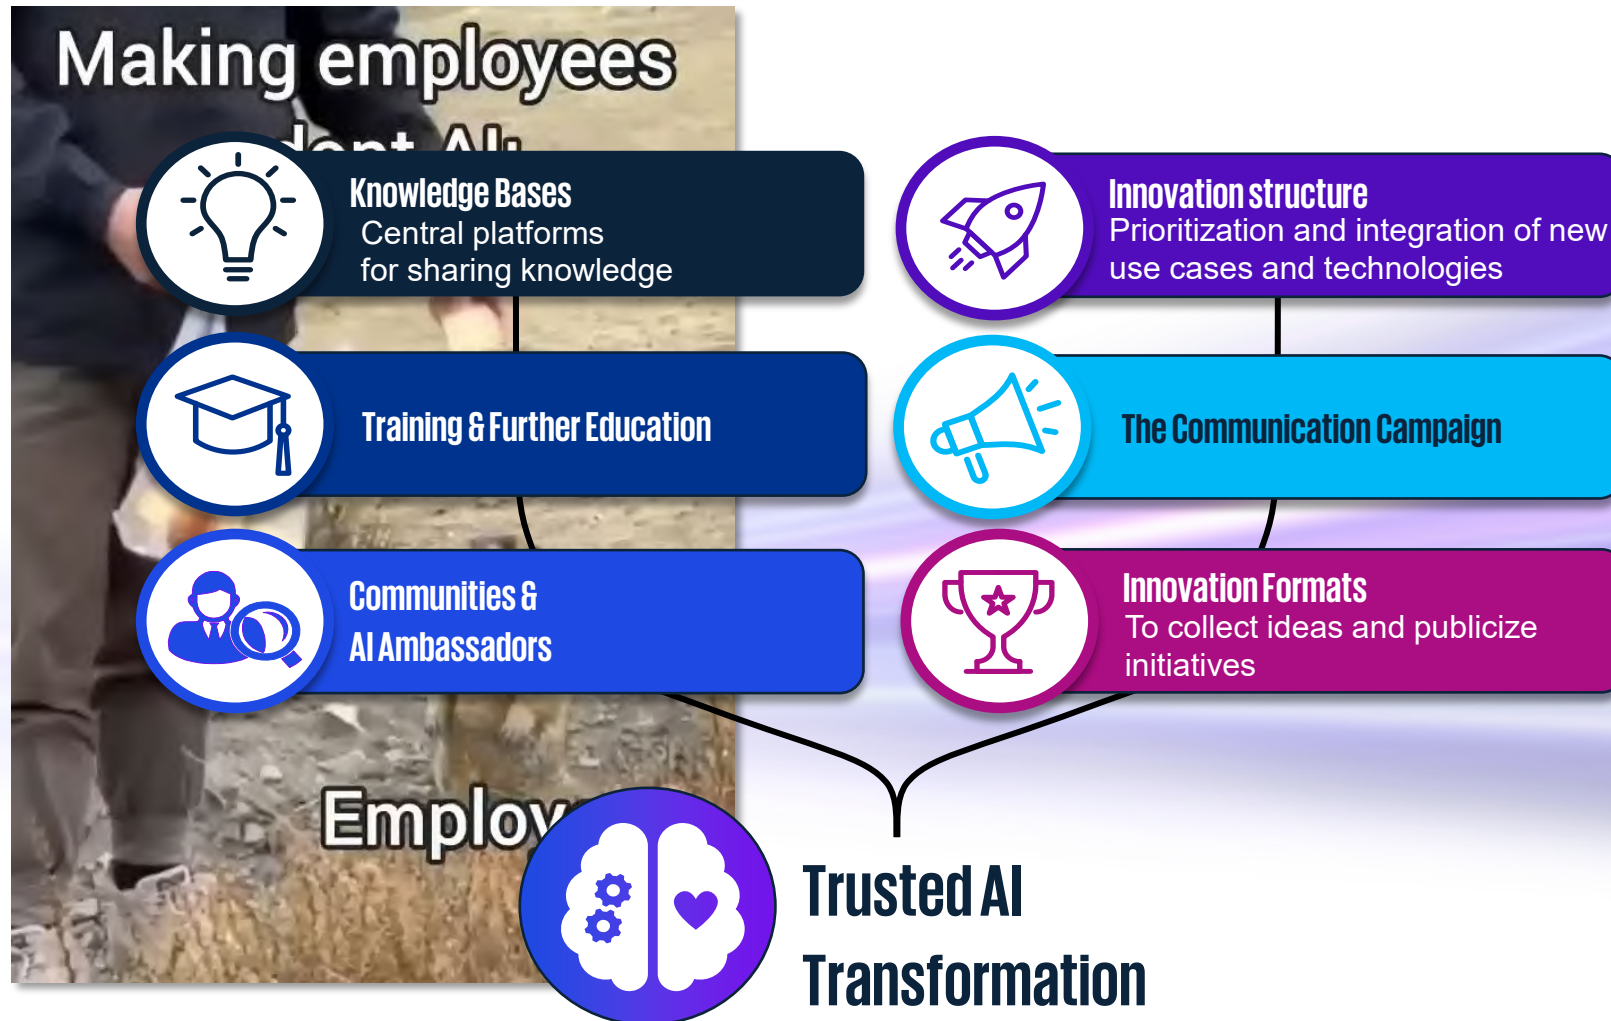 Making employees
AI:
Knowledge Bases
Central platforms
for sharing knowledge
Training & Further Education
Communities &
AI Ambassadors
Innovation structure
Prioritization and integration of new
use cases and technologies
The Communication Campaign
Innovation Formats
To collect ideas and publicize
initiatives
Employ
Trusted AI
Transformation